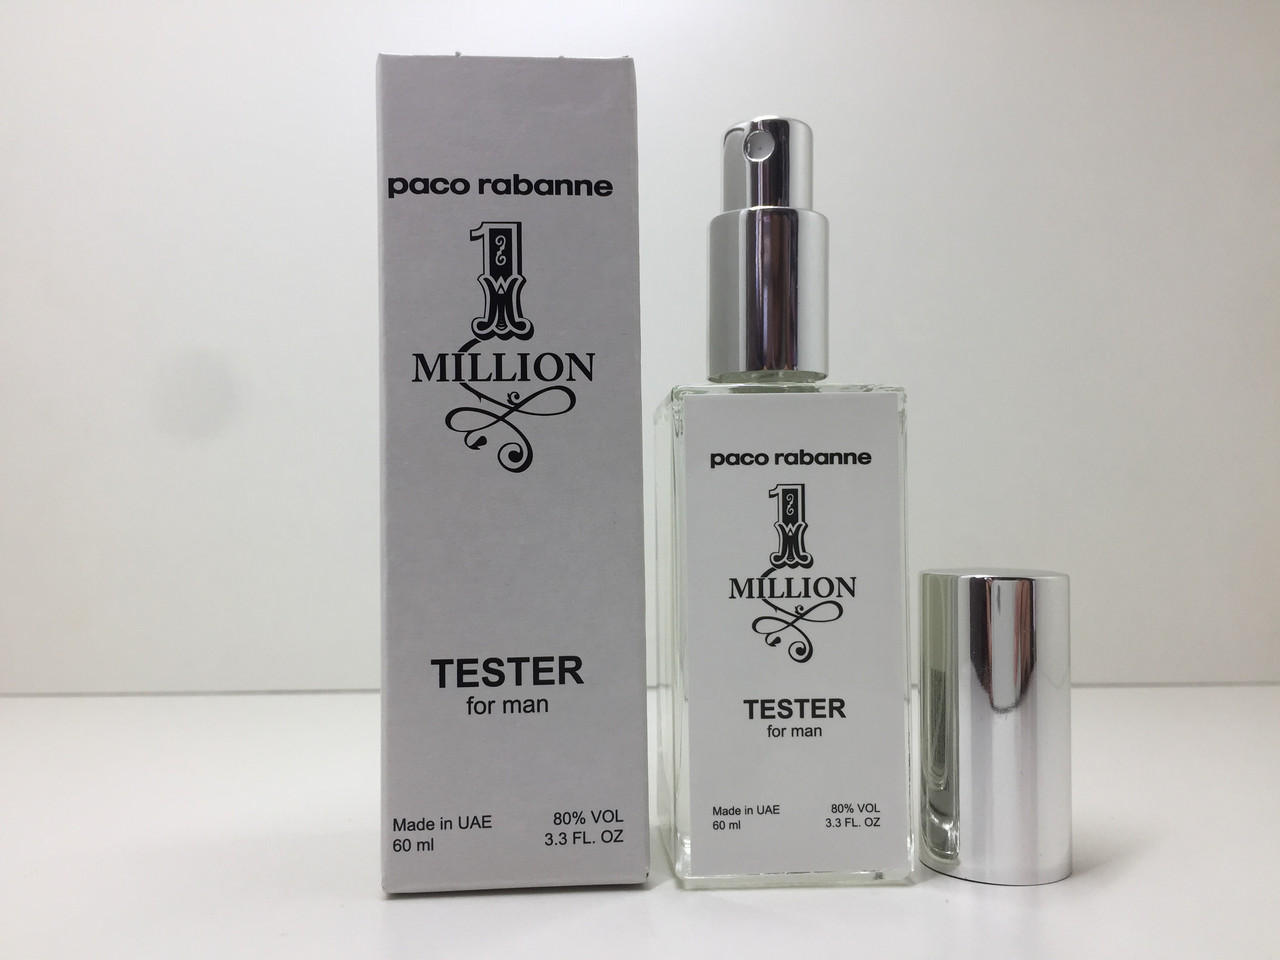 paco rabanne
1
MILLION
TESTER
for man
Made in UAE 80% VOL
60 ml 3.3 FL. OZ
paco rabanne
1
MILLION
TESTER
for man
Made in UAE 80% VOL
60 ml 3.3 FL. OZ